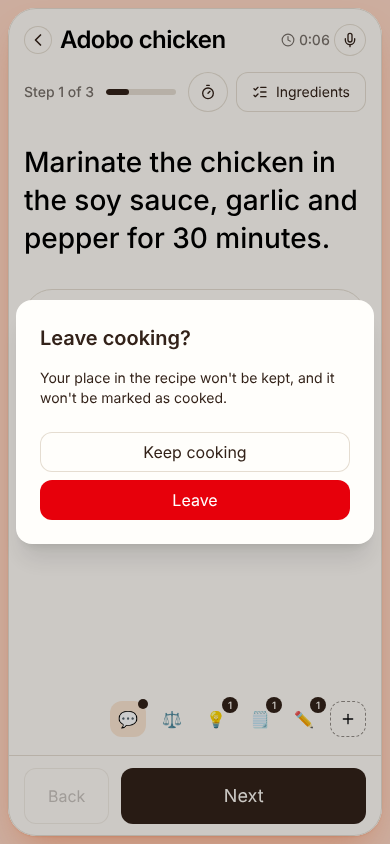 Adobo chicken
0:06
Step 1 of 3
Ingredients
Marinate the chicken in
the soy sauce, garlic and
pepper for 30 minutes.
Leave cooking?
Your place in the recipe won't be kept, and it
won't be marked as cooked.
Keep cooking
Leave
1
1
1
Back
Next